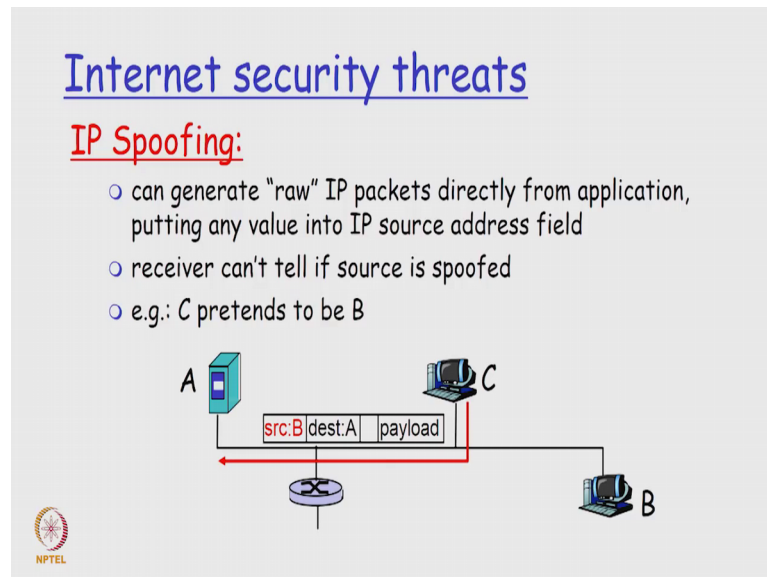 Internet security threats
IP Spoofing:
can generate "raw" IP packets directly from application,
putting any value into IP source address field
receiver can't tell if source is spoofed
e.g.: C pretends to be B
A
C
src:B dest:A payload
B
NPTEL